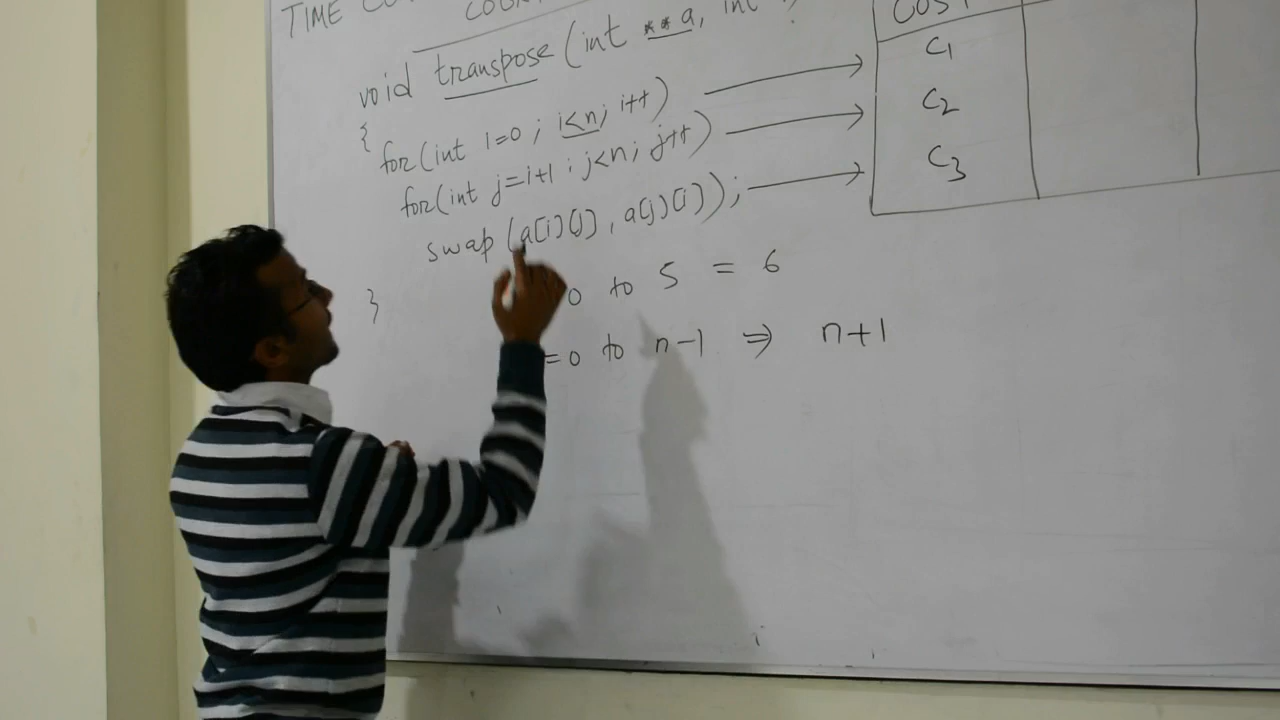 TIME
COST
void transpose (int **a, int
{
for(int i=0 ; i<n; i++)
C1
for(int j=i+1 ; j<n; j++)
C2
swap (a[i][j], a[j][i]);
C3
0 to 5 = 6
}
=0 to n-1 ⇒ n+1